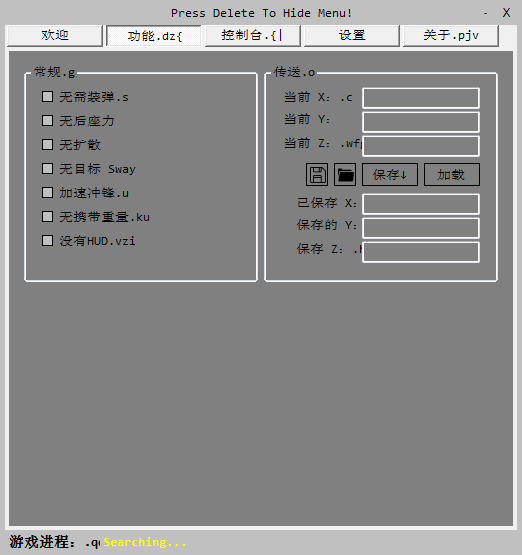 Press Delete To Hide Menu! - X
欢迎 功能.dz{ 控制台.{| 设置 关于.pjv
常规.g
无需装弹.s
无后座力
无扩散
无目标 Sway
加速冲锋.u
无携带重量.ku
没有HUD.vzi
传送.o
当前 X: .c
当前 Y:
当前 Z: .wf
保存↓ 加载
已保存 X:
保存的 Y:
保存 Z: .
游戏进程: .q Searching...